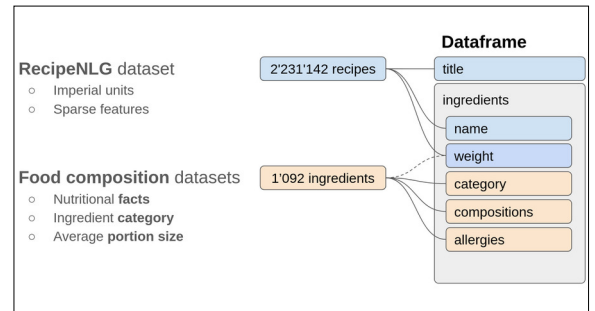 Dataframe
RecipeNLG dataset
○ Imperial units
○ Sparse features
2'231'142 recipes
title
ingredients
name
weight
Food composition datasets
○ Nutritional facts
○ Ingredient category
○ Average portion size
1'092 ingredients
category
compositions
allergies